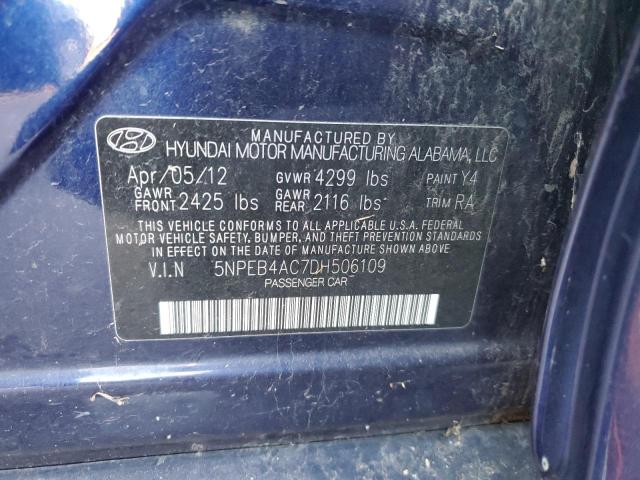 MANUFACTURED BY
HYUNDAI MOTOR MANUFACTURING ALABAMA, LLC
Apr/05/12 GVWR 4299 lbs PAINT Y4
GAWR FRONT 2425 lbs GAWR REAR 2116 lbs TRIM RA
THIS VEHICLE CONFORMS TO ALL APPLICABLE U.S.A. FEDERAL
MOTOR VEHICLE SAFETY, BUMPER, AND THEFT PREVENTION STANDARDS
IN EFFECT ON THE DATE OF MANUFACTURE SHOWN ABOVE.
V.I.N 5NPEB4AC7DH506109
PASSENGER CAR